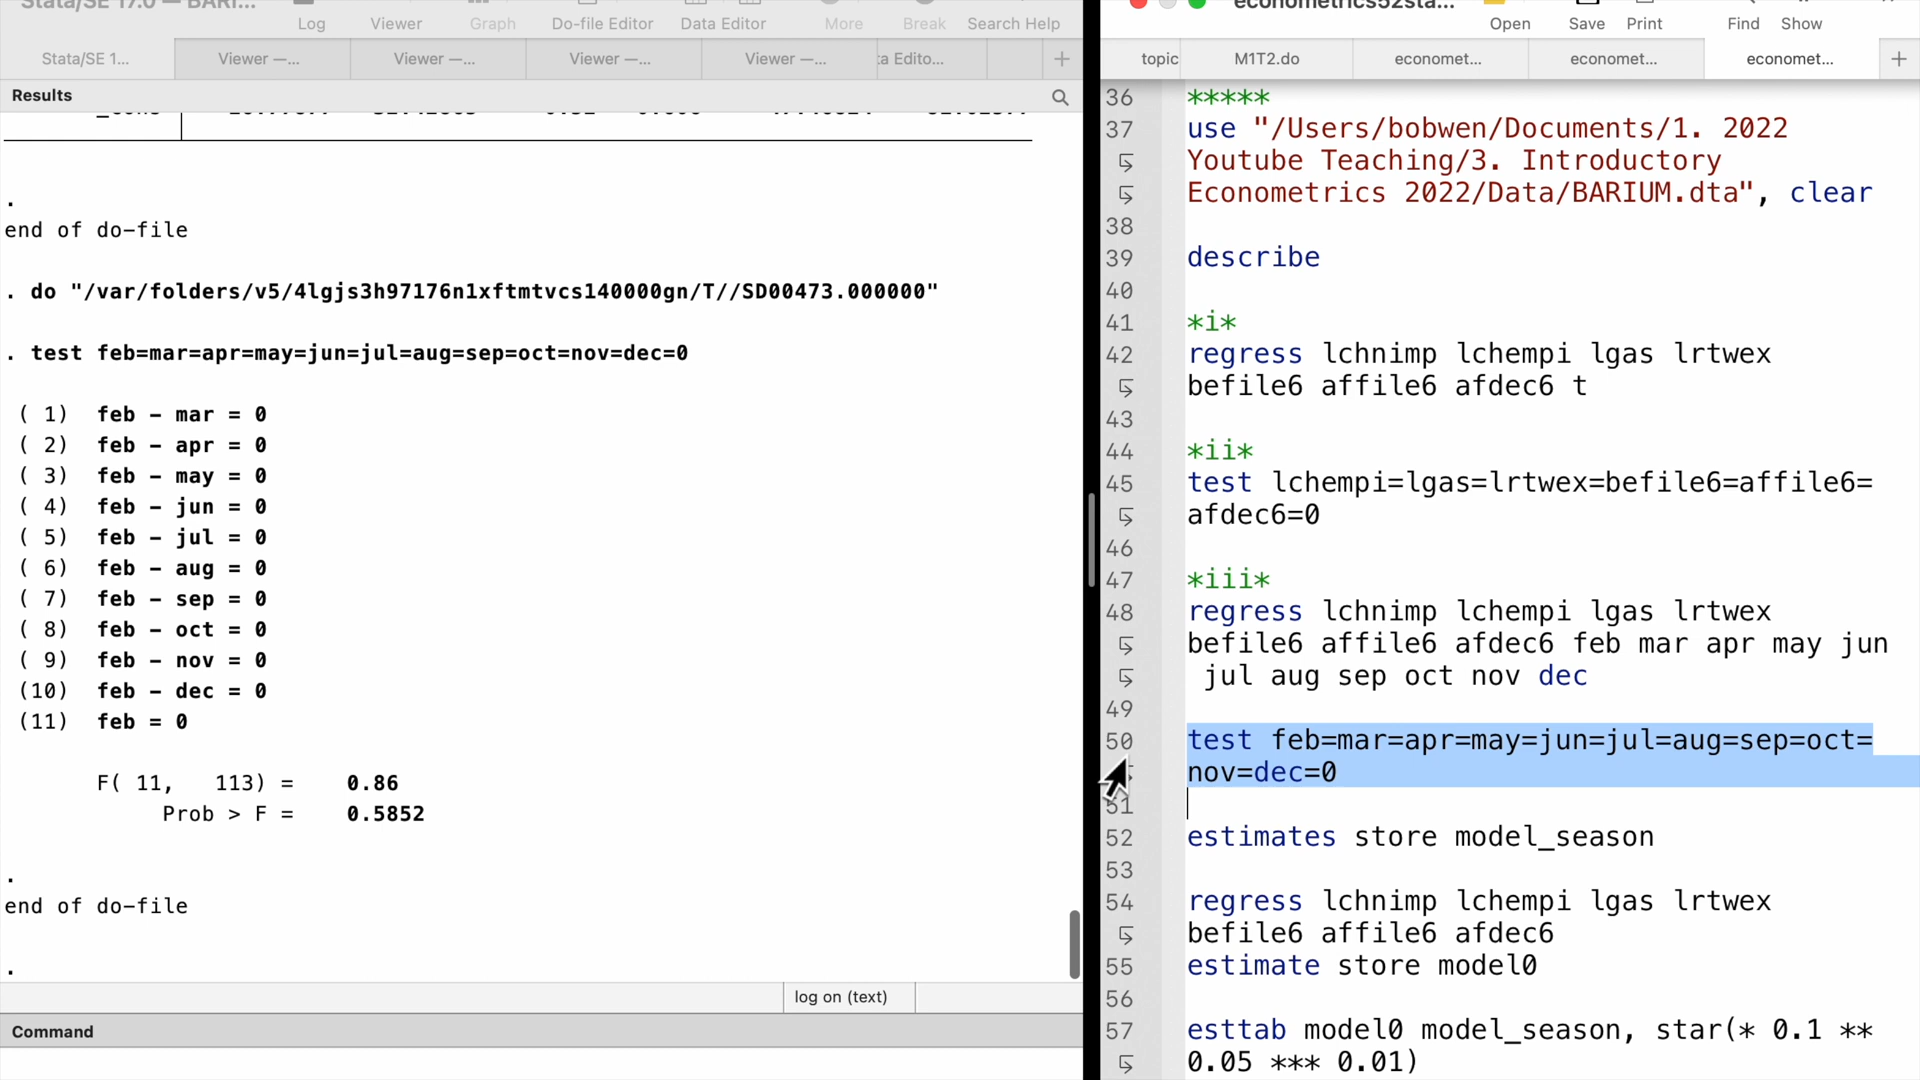 Stata/SE 17.0 — BARI...
Log Viewer Graph Do-file Editor Data Editor More Break Search Help
Stata/SE 1... Viewer —... Viewer —... Viewer —... Viewer —... ta Edito... +
Results
.
end of do-file
. do "/var/folders/v5/4lgjs3h97176n1xftmtvcs140000gn/T//SD00473.000000"
. test feb=mar=apr=may=jun=jul=aug=sep=oct=nov=dec=0
( 1) feb - mar = 0
( 2) feb - apr = 0
( 3) feb - may = 0
( 4) feb - jun = 0
( 5) feb - jul = 0
( 6) feb - aug = 0
( 7) feb - sep = 0
( 8) feb - oct = 0
( 9) feb - nov = 0
(10) feb - dec = 0
(11) feb = 0
F( 11, 113) = 0.86
Prob > F = 0.5852
.
end of do-file
.
log on (text)
Command
econometrics52sta...
Open Save Print Find Show
topic M1T2.do economet... economet... economet... +
36 *****
37 use "/Users/bobwen/Documents/1. 2022
Youtube Teaching/3. Introductory
Econometrics 2022/Data/BARIUM.dta", clear
38
39 describe
40
41 *i*
42 regress lchnimp lchempi lgas lrtwex
befile6 affile6 afdec6 t
43
44 *ii*
45 test lchempi=lgas=lrtwex=befile6=affile6=
afdec6=0
46
47 *iii*
48 regress lchnimp lchempi lgas lrtwex
befile6 affile6 afdec6 feb mar apr may jun
jul aug sep oct nov dec
49
50 test feb=mar=apr=may=jun=jul=aug=sep=oct=
nov=dec=0
51
52 estimates store model_season
53
54 regress lchnimp lchempi lgas lrtwex
befile6 affile6 afdec6
55 estimate store model0
56
57 esttab model0 model_season, star(* 0.1 **
0.05 *** 0.01)